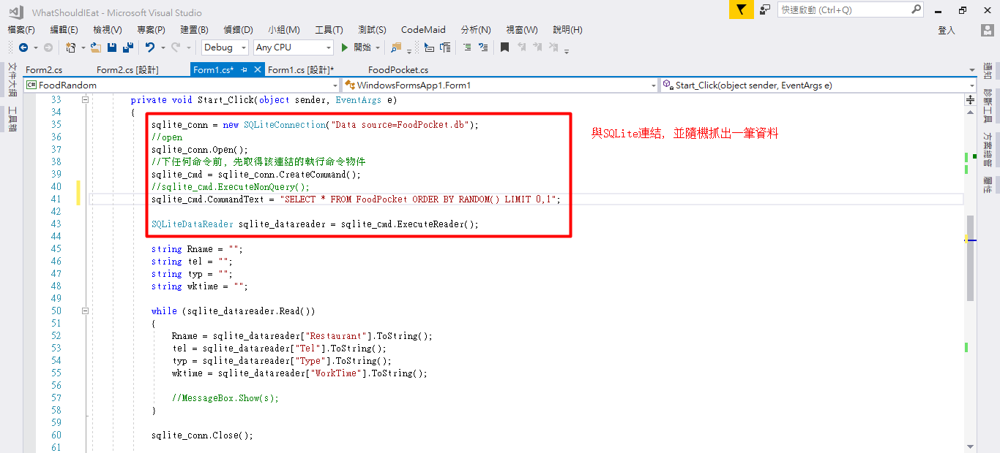 WhatShouldIEat - Microsoft Visual Studio
快速啟動 (Ctrl+Q)
檔案(F) 編輯(E) 檢視(V) 專案(P) 建置(B) 偵錯(D) 小組(M) 工具(T) 測試(S) CodeMaid 分析(N) 視窗(W) 說明(H)
登入
Debug Any CPU 開始
文件大綱
工具箱
Form2.cs Form2.cs [設計] Form1.cs* Form1.cs [設計]* FoodPocket.cs
C# FoodRandom WindowsFormsApp1.Form1 Start_Click(object sender, EventArgs e)
通知
診斷工具
方案總管
屬性
33 private void Start_Click(object sender, EventArgs e)
34 {
35 sqlite_conn = new SQLiteConnection("Data source=FoodPocket.db");
與SQLite連結, 並隨機抓出一筆資料
36 //open
37 sqlite_conn.Open();
38 //下任何命令前, 先取得該連結的執行命令物件
39 sqlite_cmd = sqlite_conn.CreateCommand();
40 //sqlite_cmd.ExecuteNonQuery();
41 sqlite_cmd.CommandText = "SELECT * FROM FoodPocket ORDER BY RANDOM() LIMIT 0,1";
42
43 SQLiteDataReader sqlite_datareader = sqlite_cmd.ExecuteReader();
44
45 string Rname = "";
46 string tel = "";
47 string typ = "";
48 string wktime = "";
49
50 while (sqlite_datareader.Read())
51 {
52 Rname = sqlite_datareader["Restaurant"].ToString();
53 tel = sqlite_datareader["Tel"].ToString();
54 typ = sqlite_datareader["Type"].ToString();
55 wktime = sqlite_datareader["WorkTime"].ToString();
56
57 //MessageBox.Show(s);
58 }
59
60 sqlite_conn.Close();
61